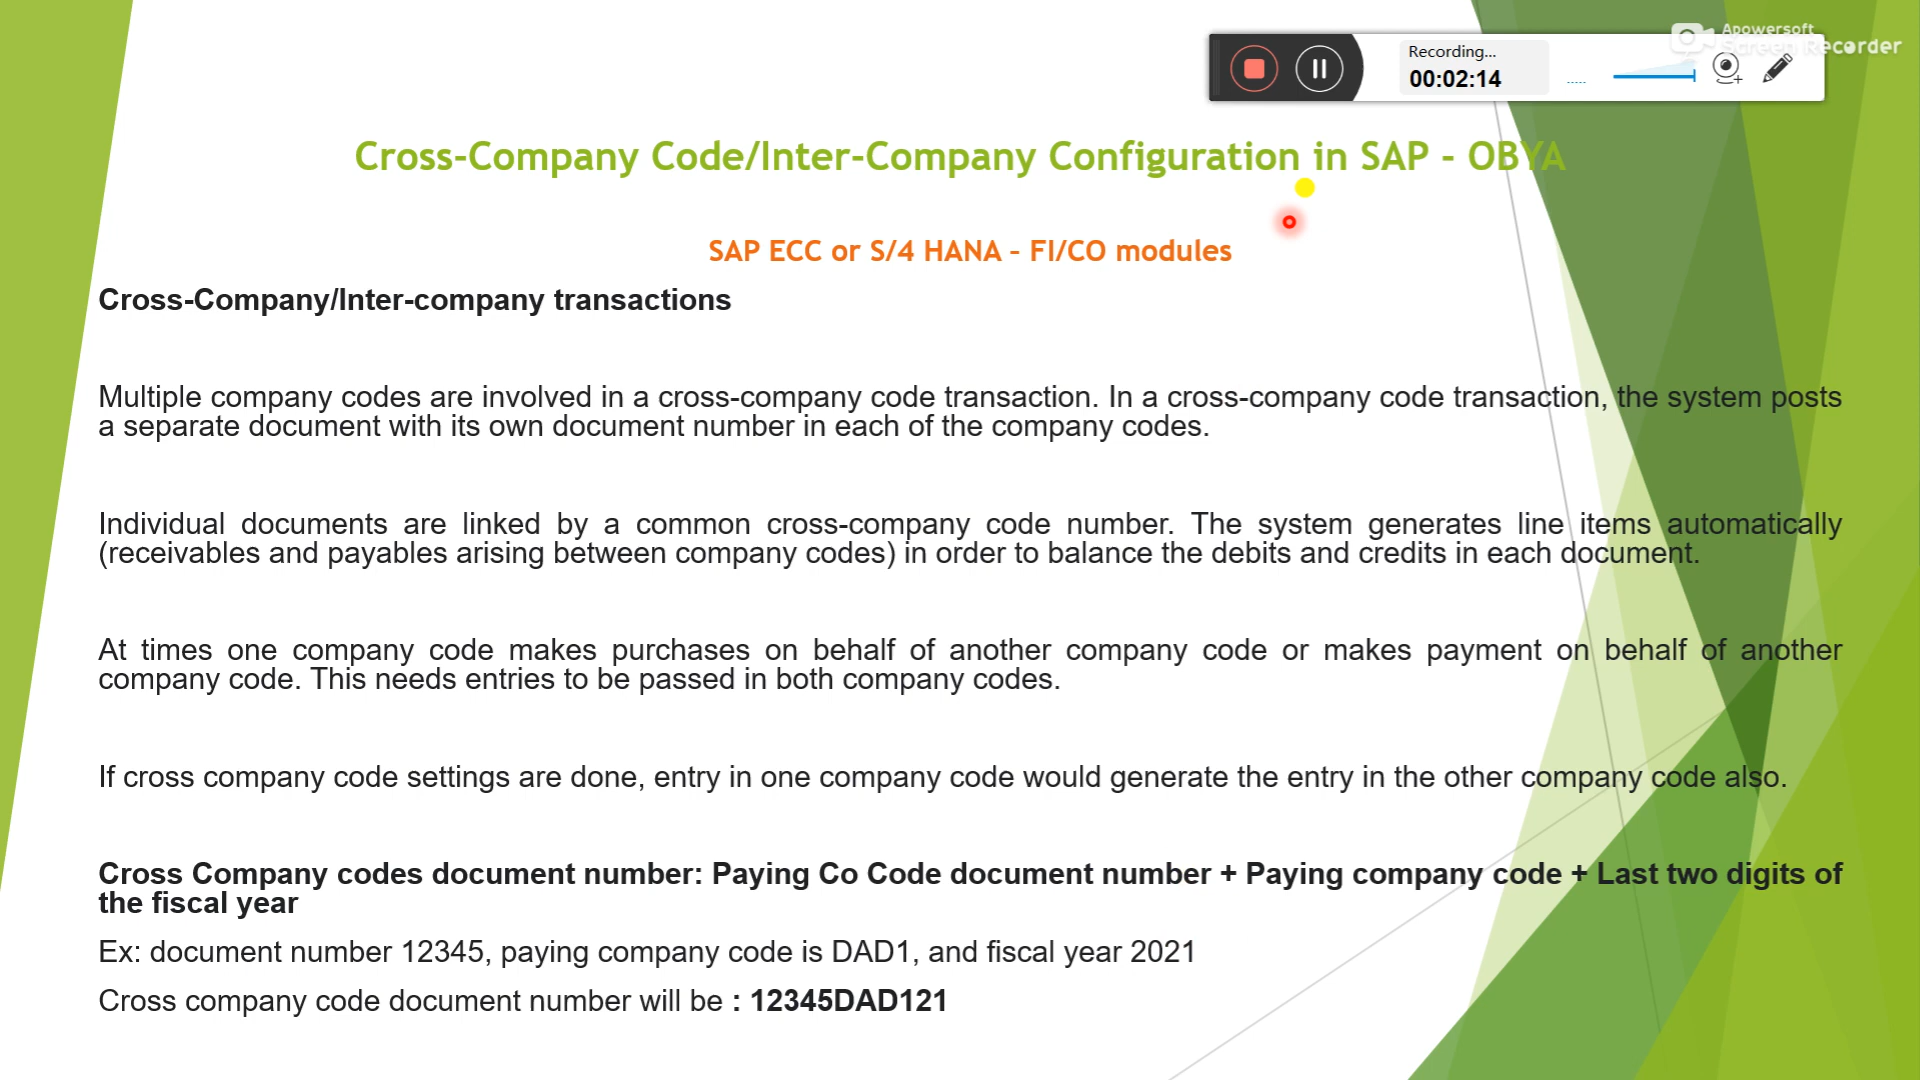 Apowersoft
Screen Recorder
Recording...
00:02:14
Cross-Company Code/Inter-Company Configuration in SAP - OBYA
SAP ECC or S/4 HANA – FI/CO modules
Cross-Company/Inter-company transactions
Multiple company codes are involved in a cross-company code transaction. In a cross-company code transaction, the system posts
a separate document with its own document number in each of the company codes.
Individual documents are linked by a common cross-company code number. The system generates line items automatically
(receivables and payables arising between company codes) in order to balance the debits and credits in each document.
At times one company code makes purchases on behalf of another company code or makes payment on behalf of another
company code. This needs entries to be passed in both company codes.
If cross company code settings are done, entry in one company code would generate the entry in the other company code also.
Cross Company codes document number: Paying Co Code document number + Paying company code + Last two digits of
the fiscal year
Ex: document number 12345, paying company code is DAD1, and fiscal year 2021
Cross company code document number will be : 12345DAD121